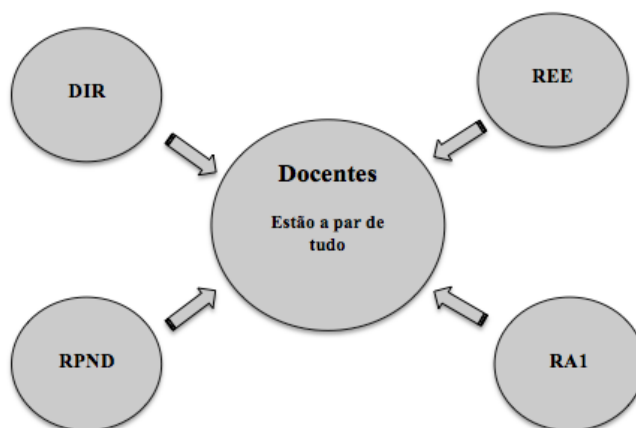 DIR
REE
Docentes
Estão a par de
tudo
RPND
RA1